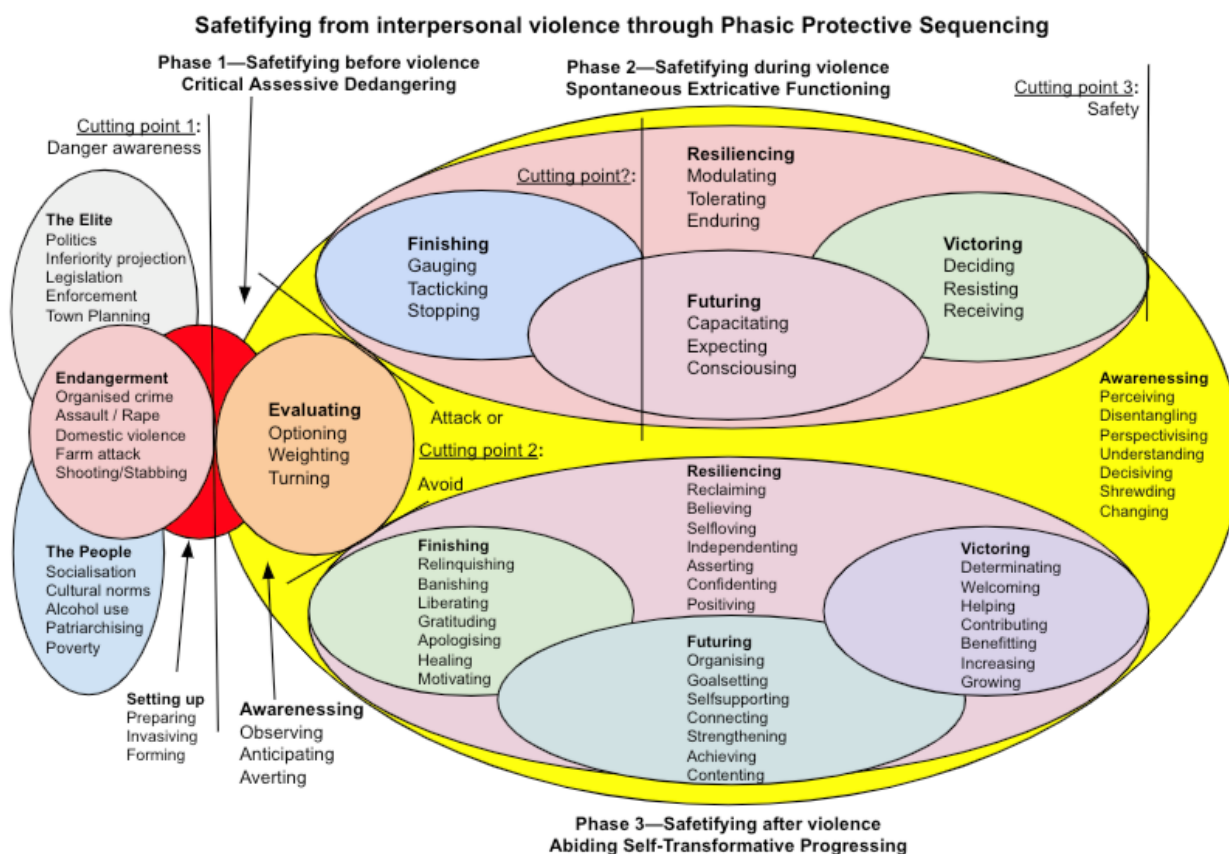 Safetifying from interpersonal violence through Phasic Protective Sequencing
Phase 1—Safetifying before violence
Critical Assessive Dedangering
Phase 2—Safetifying during violence
Spontaneous Extricative Functioning
Cutting point 3:
Safety
Cutting point 1:
Danger awareness
The Elite
Politics
Inferiority projection
Legislation
Enforcement
Town Planning
Endangerment
Organised crime
Assault / Rape
Domestic violence
Farm attack
Shooting/Stabbing
The People
Socialisation
Cultural norms
Alcohol use
Patriarchising
Poverty
Setting up
Preparing
Invasiving
Forming
Awarenessing
Observing
Anticipating
Averting
Evaluating
Optioning
Weighting
Turning
Attack or
Cutting point 2:
Avoid
Cutting point?:
Resiliencing
Modulating
Tolerating
Enduring
Finishing
Gauging
Tacticking
Stopping
Futuring
Capacitating
Expecting
Consciousing
Victoring
Deciding
Resisting
Receiving
Awarenessing
Perceiving
Disentangling
Perspectivising
Understanding
Decisiving
Shrewding
Changing
Resiliencing
Reclaiming
Believing
Selfloving
Independenting
Asserting
Confidenting
Positiving
Finishing
Relinquishing
Banishing
Liberating
Gratituding
Apologising
Healing
Motivating
Futuring
Organising
Goalsetting
Selfsupporting
Connecting
Strengthening
Achieving
Contenting
Victoring
Determinating
Welcoming
Helping
Contributing
Benefitting
Increasing
Growing
Phase 3—Safetifying after violence
Abiding Self-Transformative Progressing